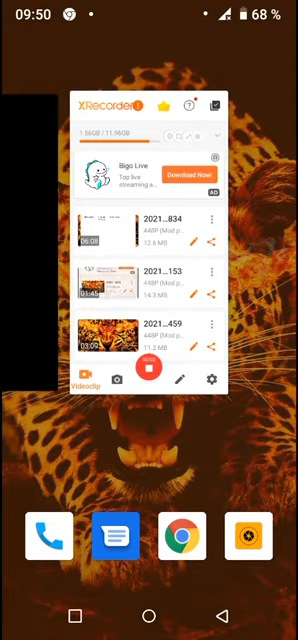 09:50
68 %
XRecorder
1.56GB / 11.96GB
Bigo Live
Top live
streaming a...
Download Now!
AD
2021...834
448P (Mod p...
06:08
12.6 MB
2021...153
448P (Mod p...
01:45
14.3 MB
2021...459
448P (Mod p...
03:09
11.2 MB
Videoclip